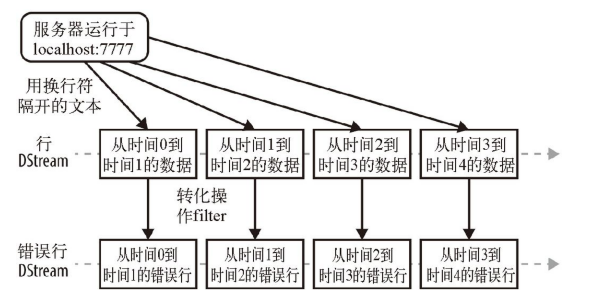 服务器运行于
localhost:7777
用换行符
隔开的文本
行
DStream
从时间0到
时间1的数据
从时间1到
时间2的数据
从时间2到
时间3的数据
从时间3到
时间4的数据
转化操
作filter
错误行
DStream
从时间0到
时间1的错误行
从时间1到
时间2的错误行
从时间2到
时间3的错误行
从时间3到
时间4的错误行